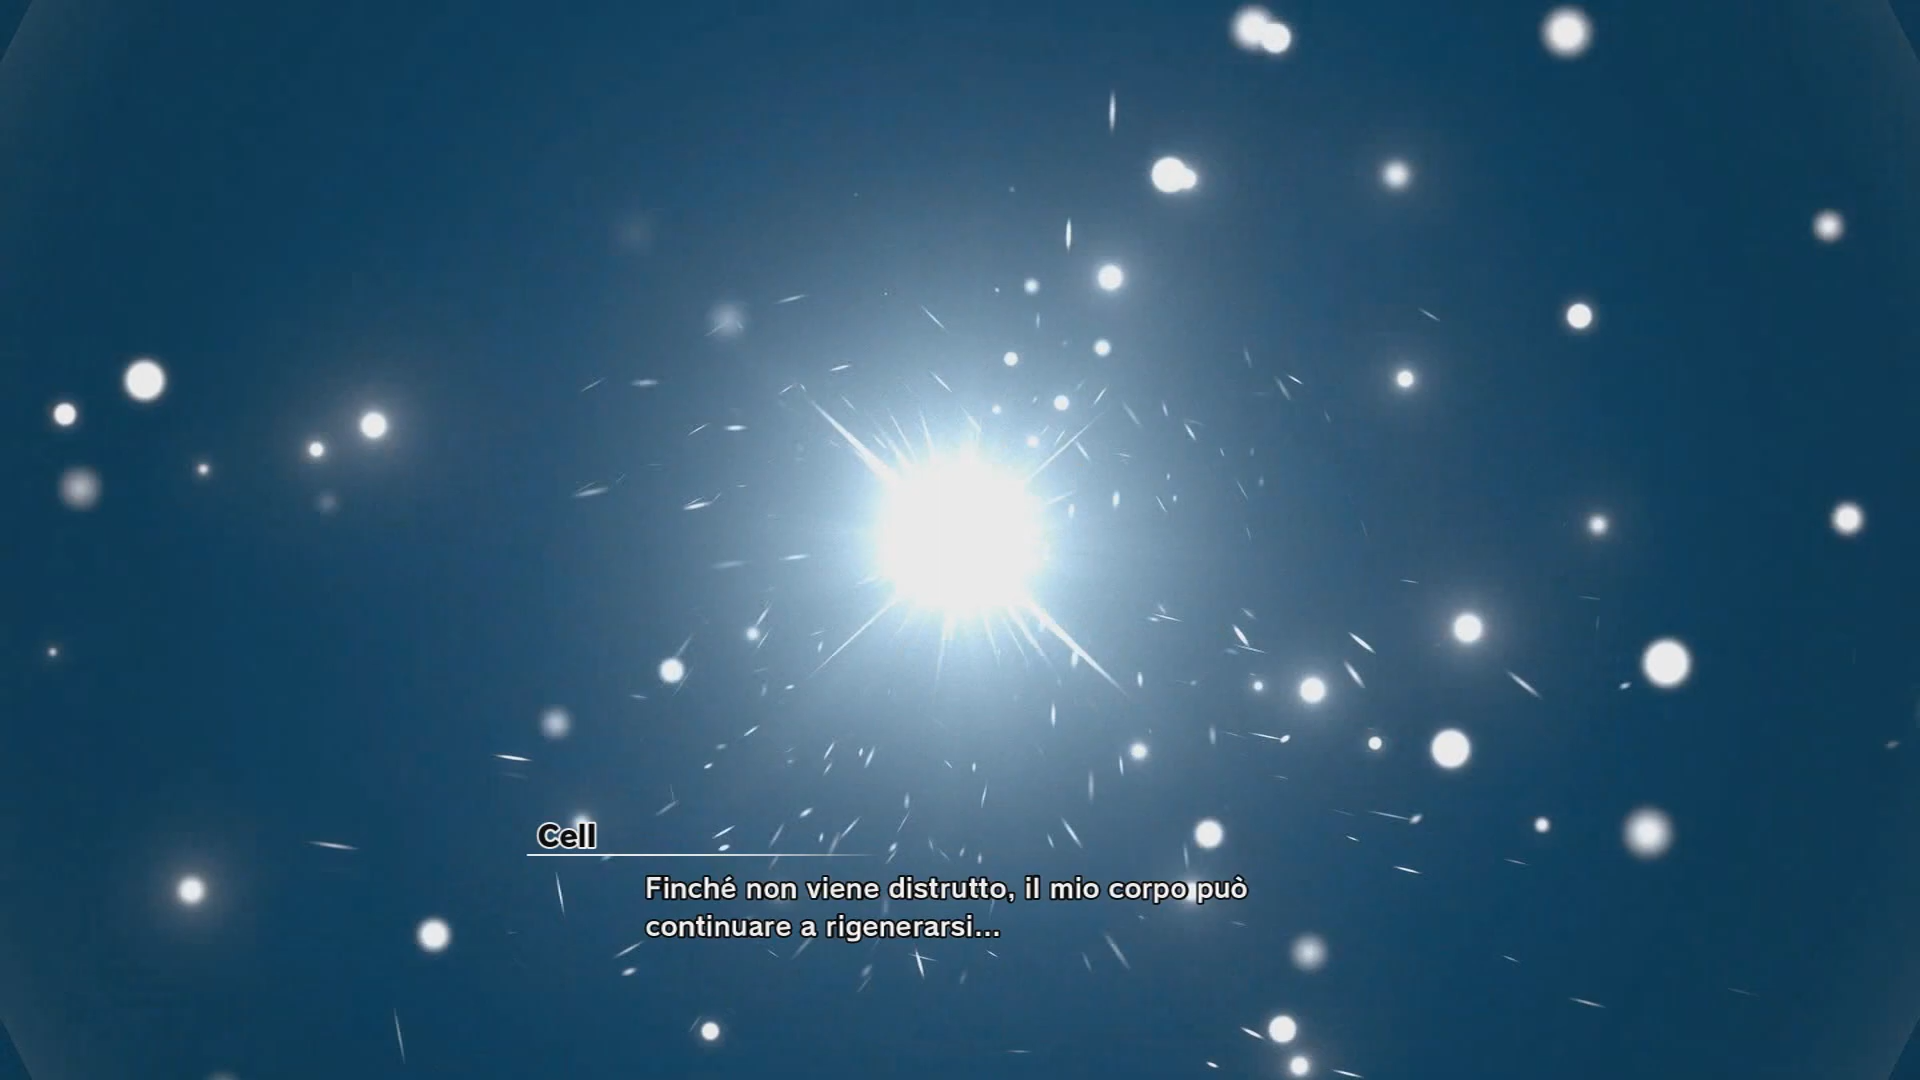 Cell
Finché non viene distrutto, il mio corpo può
continuare a rigenerarsi...